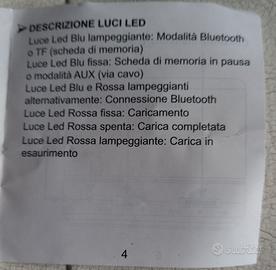 ➢ DESCRIZIONE LUCI LED
Luce Led Blu lampeggiante: Modalità Bluetooth
o TF (scheda di memoria)
Luce Led Blu fissa: Scheda di memoria in pausa
o modalità AUX (via cavo)
Luce Led Blu e Rossa lampeggianti
alternativamente: Connessione Bluetooth
Luce Led Rossa fissa: Caricamento
Luce Led Rossa spenta: Carica completata
Luce Led Rossa lampeggiante: Carica in
esaurimento
4
subito